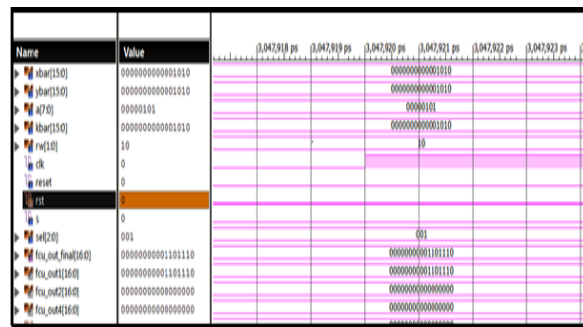 3,047,918 ps 3,047,919 ps 3,047,920 ps 3,047,921 ps 3,047,922 ps 3,047,923 ps
Name Value
xbar[15:0] 0000000000001010 0000000000001010
ybar[15:0] 0000000000001010 0000000000001010
a[7:0] 00000101 00000101
kbar[15:0] 0000000000001010 0000000000001010
rw[1:0] 10 10
clk 0
reset 0
rst 0
s 0
sel[2:0] 001 001
fcu_out_final[16:0] 00000000001101110 00000000001101110
fcu_out1[16:0] 00000000001101110 00000000001101110
fcu_out2[16:0] 00000000000000000 00000000000000000
fcu_out4[16:0] 00000000000000000 00000000000000000